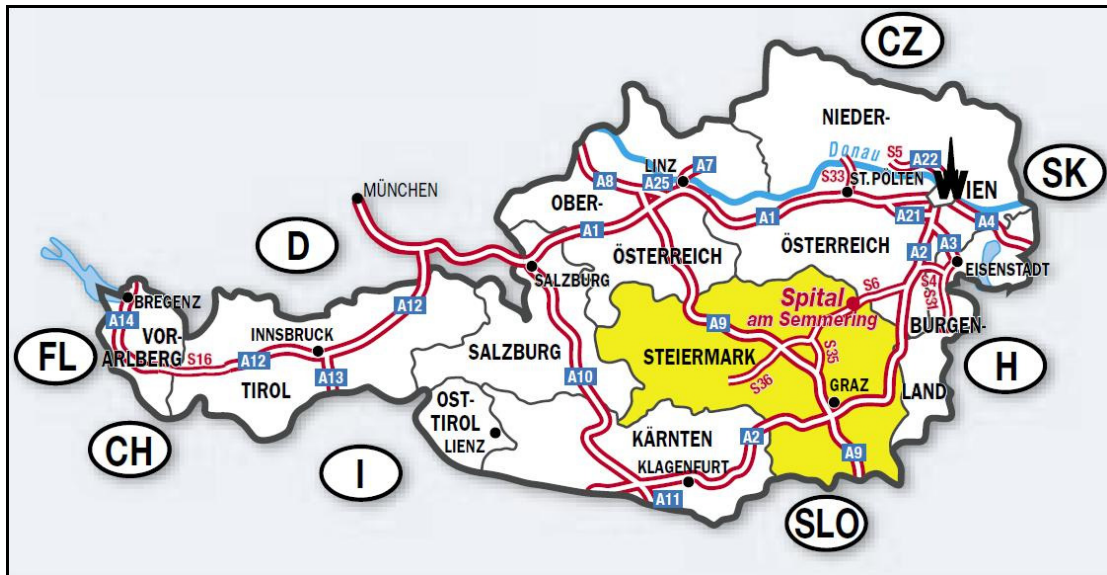 CZ
NIEDER-
Donau
S5
A22
SK
MÜNCHEN
A8
A25
LINZ
A7
S33
ST.PÖLTEN
WIEN
OBER-
A1
A1
A21
A4
D
ÖSTERREICH
ÖSTERREICH
A2
A3
SALZBURG
EISENSTADT
S6
S4
S31
BREGENZ
A14
A12
Spital
am Semmering
VOR-
ARLBERG
INNSBRUCK
A9
BURGEN-
FL
S16
A12
SALZBURG
STEIERMARK
S35
H
TIROL
A13
A10
S36
GRAZ
LAND
OST-
TIROL
LIENZ
KÄRNTEN
A2
CH
I
KLAGENFURT
A9
A11
SLO